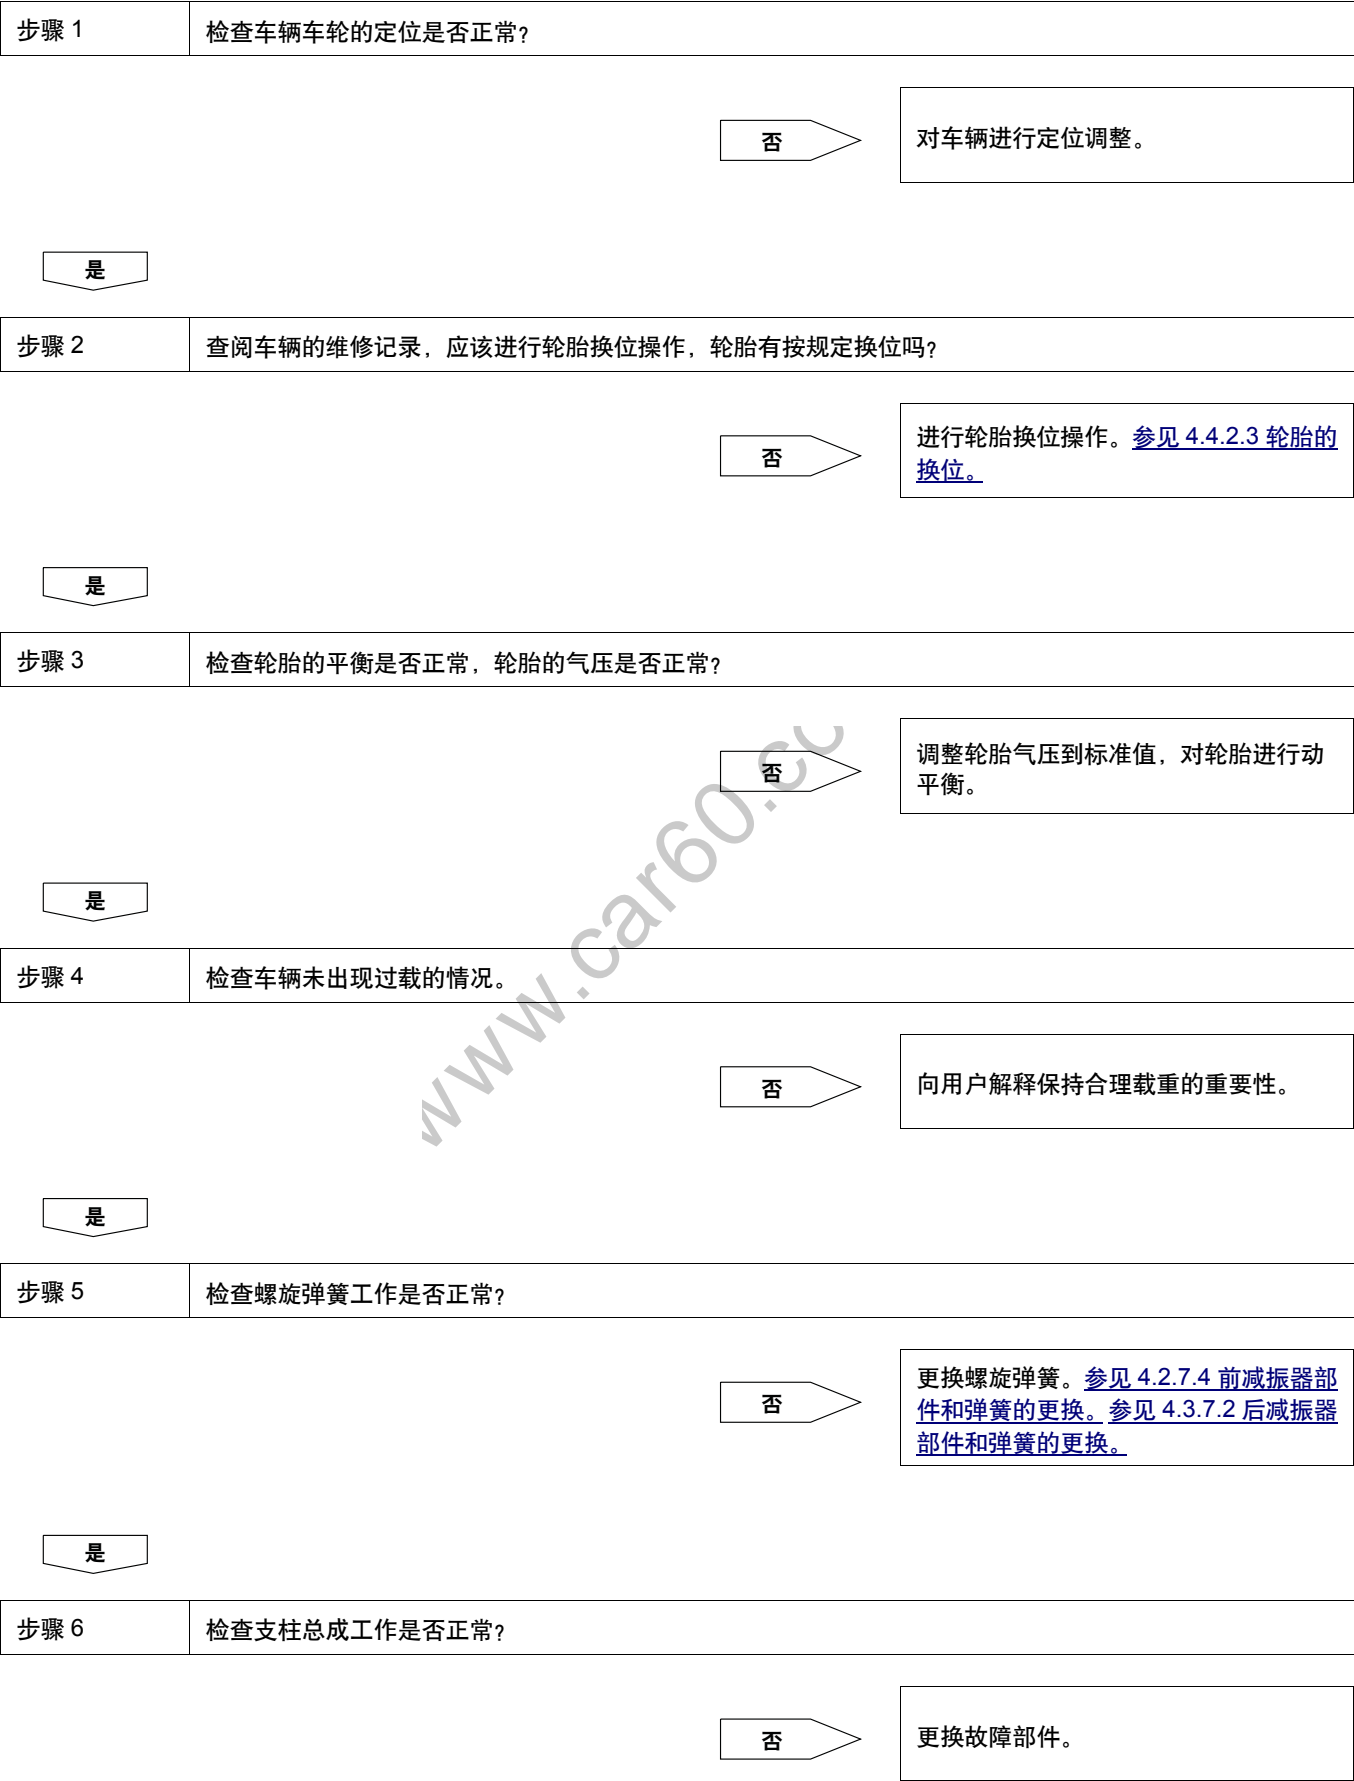 步骤 1
检查车辆车轮的定位是否正常？
否
对车辆进行定位调整。
是
步骤 2
查阅车辆的维修记录，应该进行轮胎换位操作，轮胎有按规定换位吗？
否
进行轮胎换位操作。参见 4.4.2.3 轮胎的
换位。
是
步骤 3
检查轮胎的平衡是否正常，轮胎的气压是否正常？
否
调整轮胎气压到标准值，对轮胎进行动
平衡。
是
步骤 4
检查车辆未出现过载的情况。
否
向用户解释保持合理载重的重要性。
是
步骤 5
检查螺旋弹簧工作是否正常？
否
更换螺旋弹簧。参见 4.2.7.4 前减振器部
件和弹簧的更换。 参见 4.3.7.2 后减振器
部件和弹簧的更换。
是
步骤 6
检查支柱总成工作是否正常？
否
更换故障部件。
www.car60.co